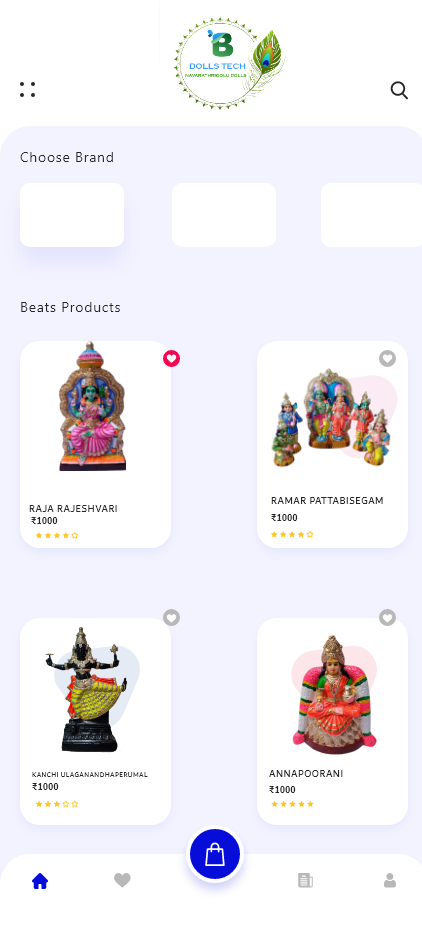 B
DOLLS TECH
NAVARATHRI GOLU DOLLS
Choose Brand
Beats Products
RAJA RAJESHVARI
₹1000
RAMAR PATTABISEGAM
₹1000
KANCHI ULAGANANDHAPERUMAL
₹1000
ANNAPOORANI
₹1000